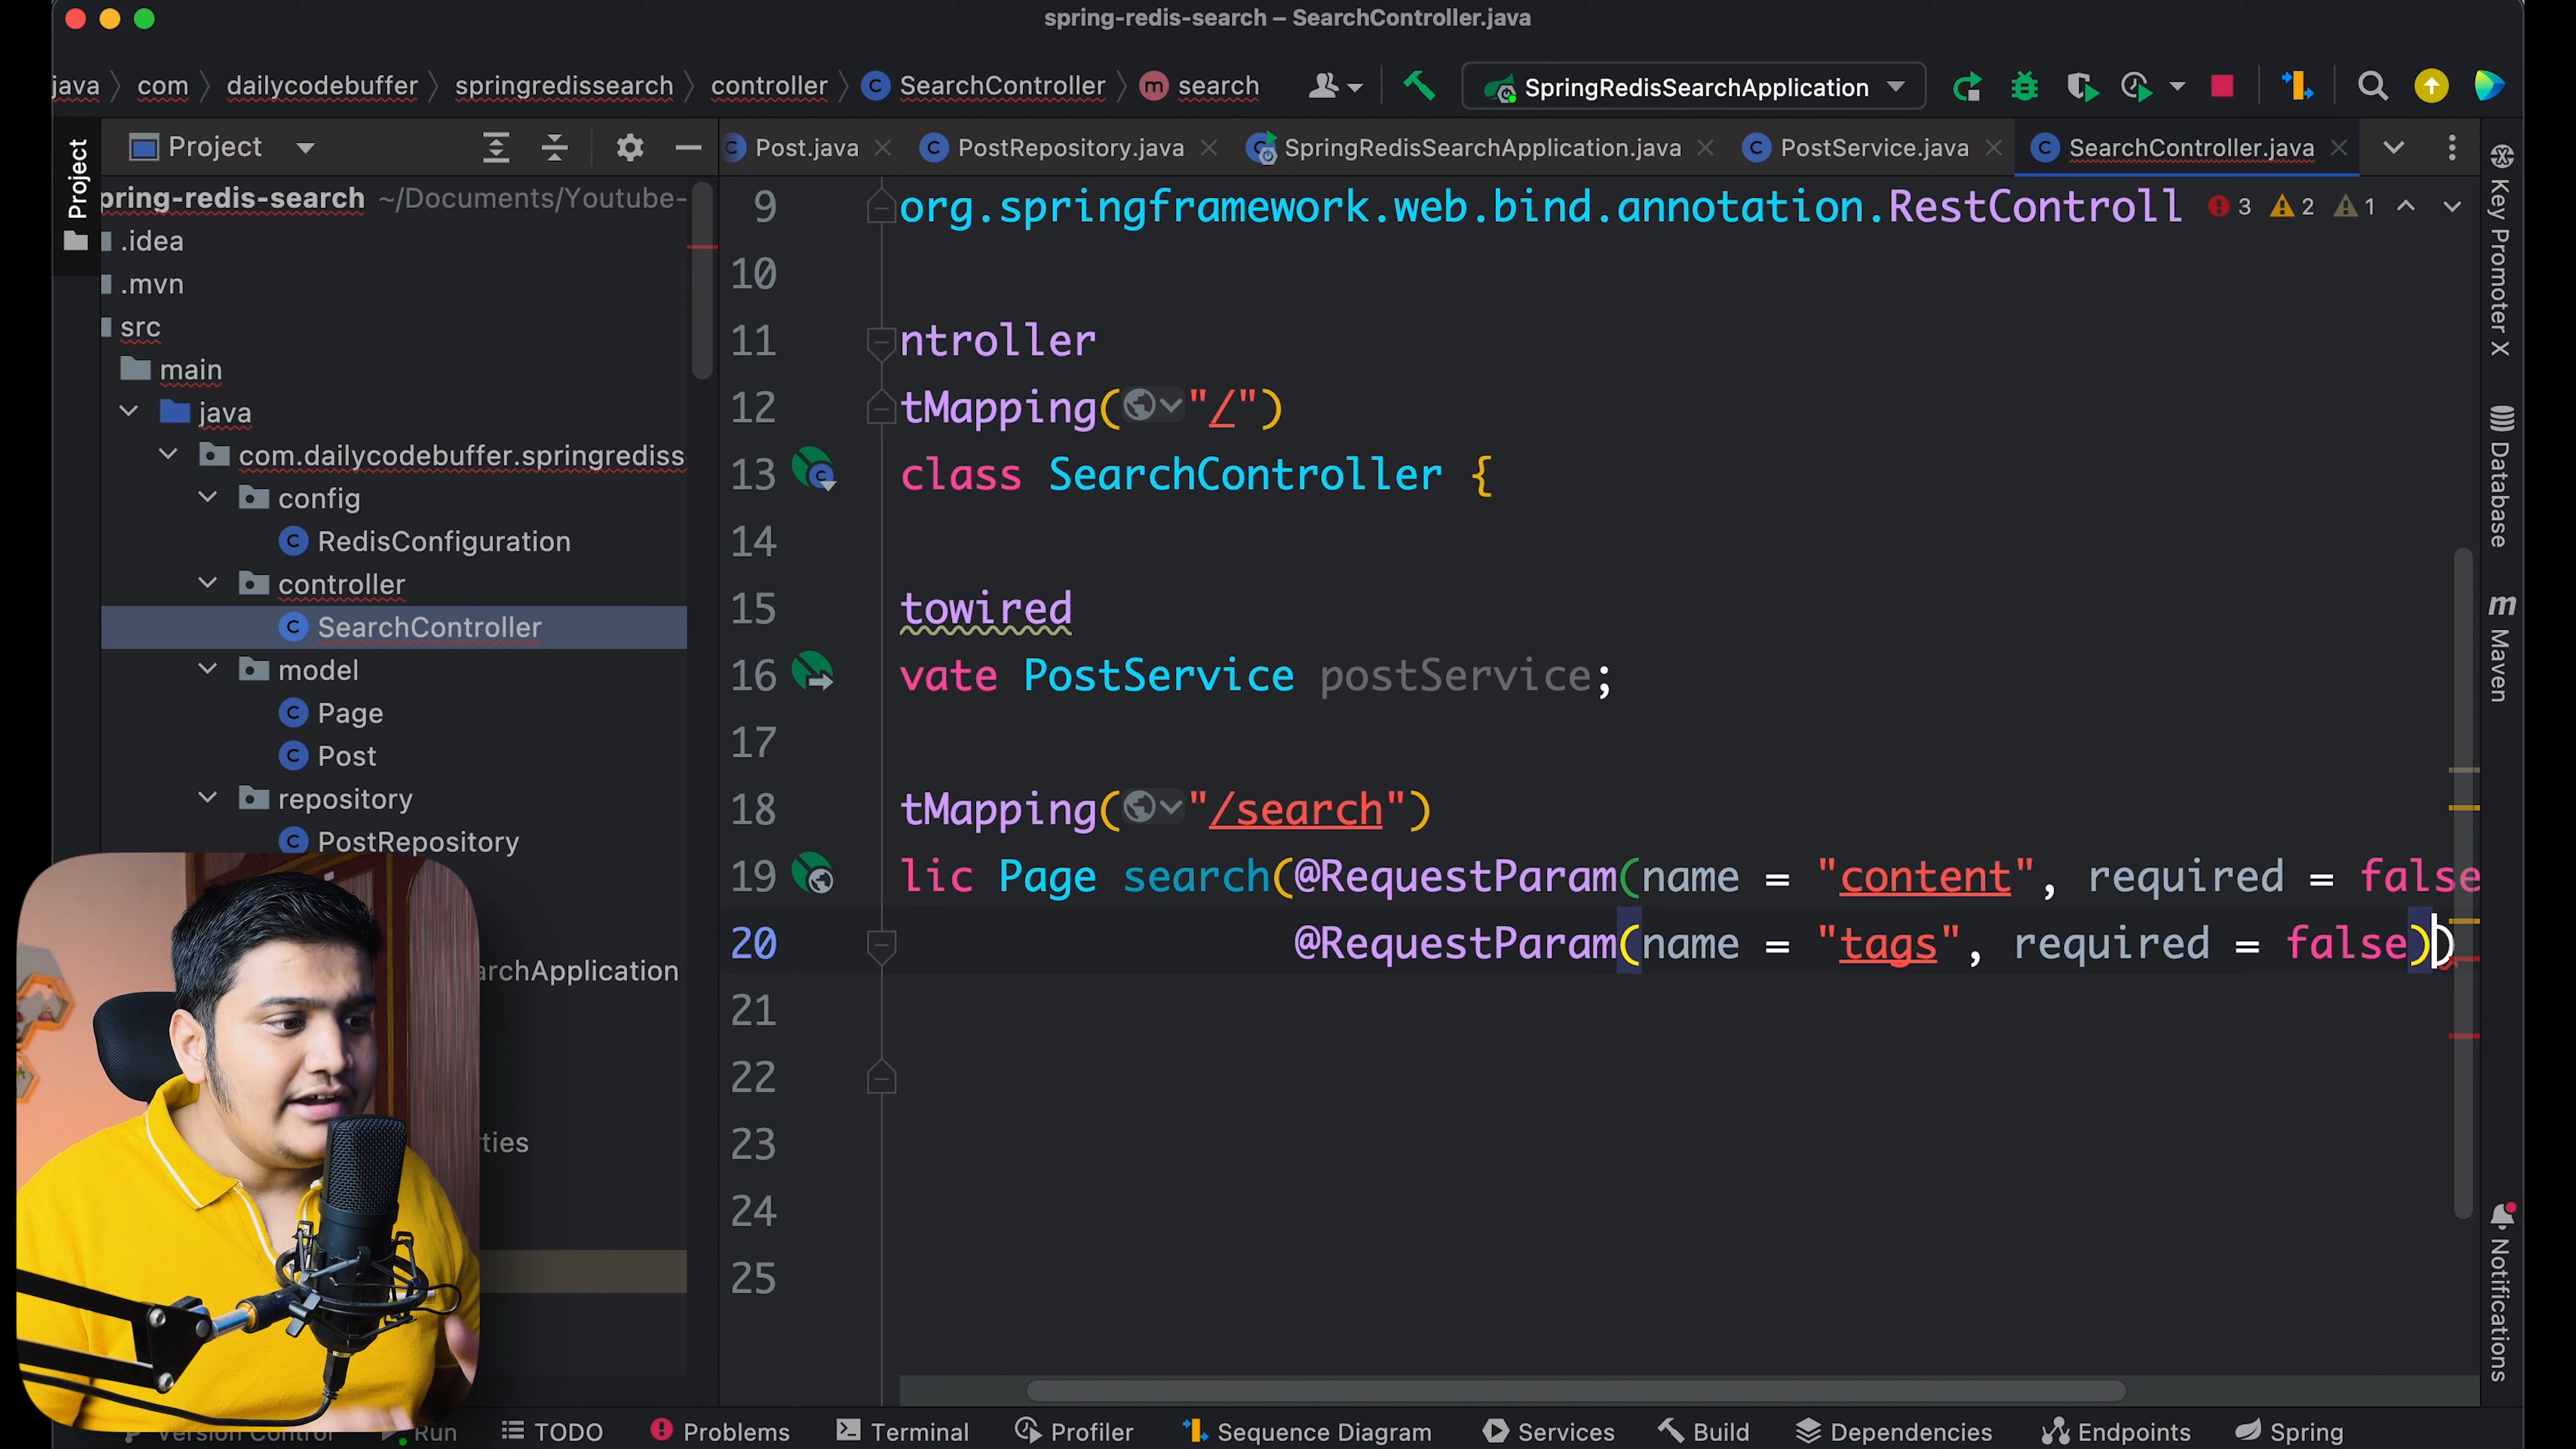 spring-redis-search – SearchController.java
java com dailycodebuffer springredissearch controller SearchController search SpringRedisSearchApplication
Project
Project
Post.java PostRepository.java SpringRedisSearchApplication.java PostService.java SearchController.java
pring-redis-search ~/Documents/Youtube-
.idea
.mvn
src
main
java
com.dailycodebuffer.springrediss
config
RedisConfiguration
controller
SearchController
model
Page
Post
repository
PostRepository
archApplication
rties
9 org.springframework.web.bind.annotation.RestControll 3 2 1
10
11 ntroller
12 tMapping("/")
13 class SearchController {
14
15 towired
16 vate PostService postService;
17
18 tMapping("/search")
19 lic Page search(@RequestParam(name = "content", required = false
20 @RequestParam(name = "tags", required = false))
21
22
23
24
25
Key Promoter X
Database
m Maven
Notifications
Version Control Run TODO Problems Terminal Profiler Sequence Diagram Services Build Dependencies Endpoints Spring